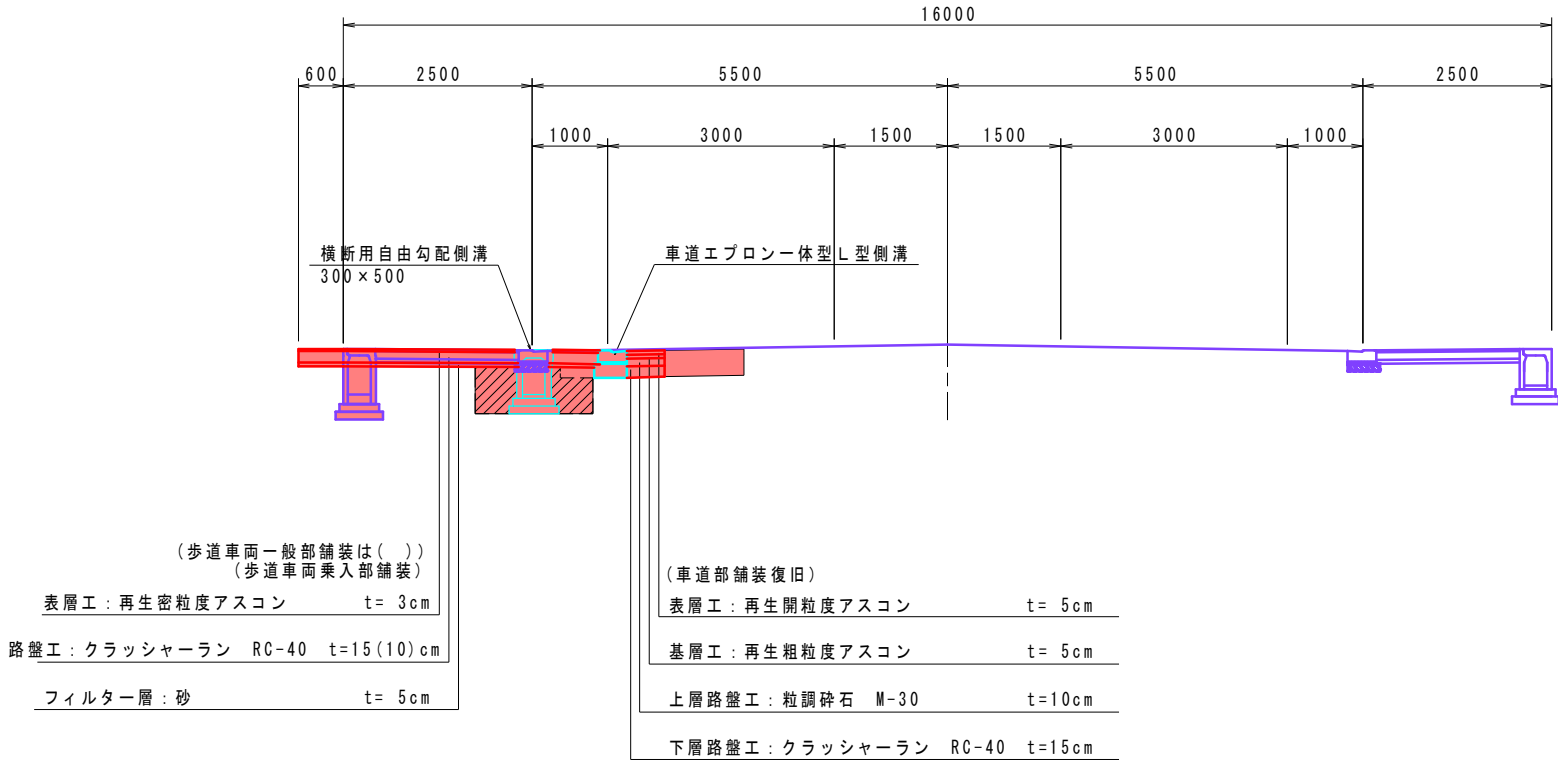 16000
600 2500 5500 5500 2500
1000 3000 1500 1500 3000 1000
横断用自由勾配側溝
300×500
車道エプロン一体型L型側溝
(歩道車両一般部舗装は( ))
(歩道車両乗入部舗装)
表層工:再生密粒度アスコン t= 3cm
路盤工:クラッシャーラン RC-40 t=15(10)cm
フィルター層:砂 t= 5cm
(車道部舗装復旧)
表層工:再生開粒度アスコン t= 5cm
基層工:再生粗粒度アスコン t= 5cm
上層路盤工:粒調砕石 M-30 t=10cm
下層路盤工:クラッシャーラン RC-40 t=15cm